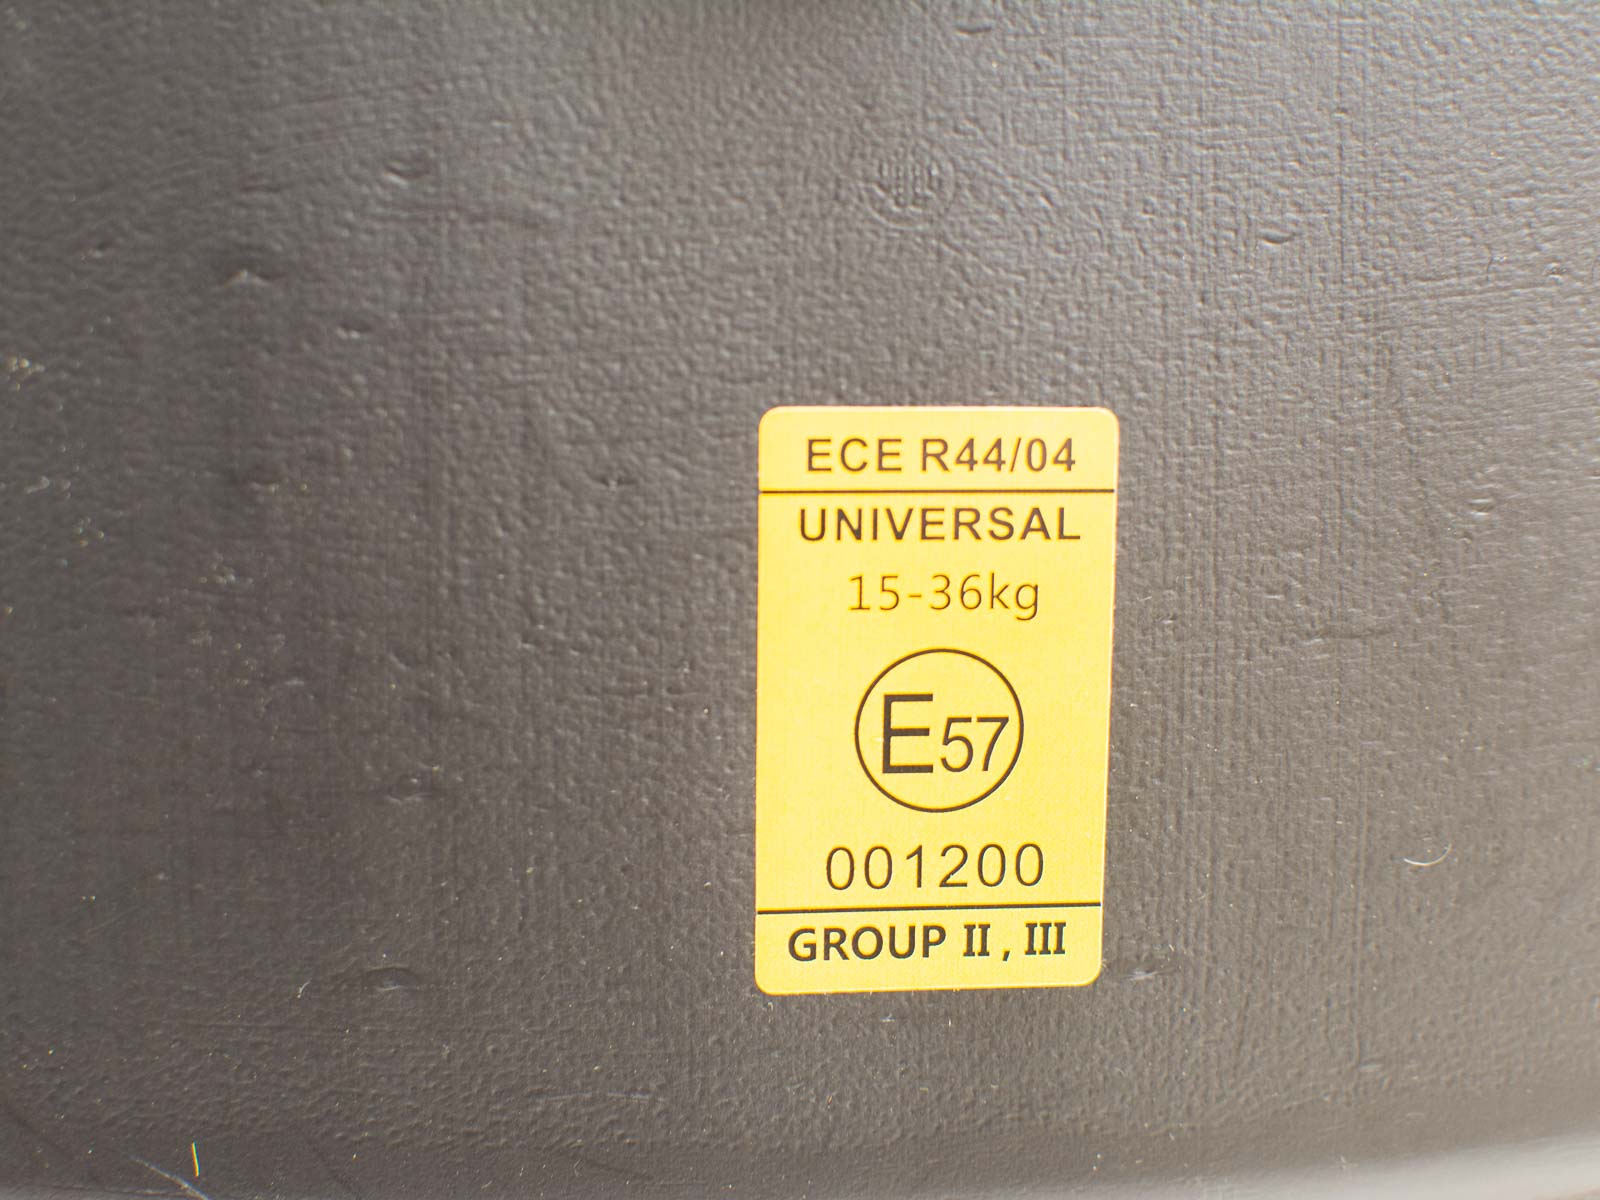 ECE R44/04
UNIVERSAL
15-36kg
E57
001200
GROUP II, III